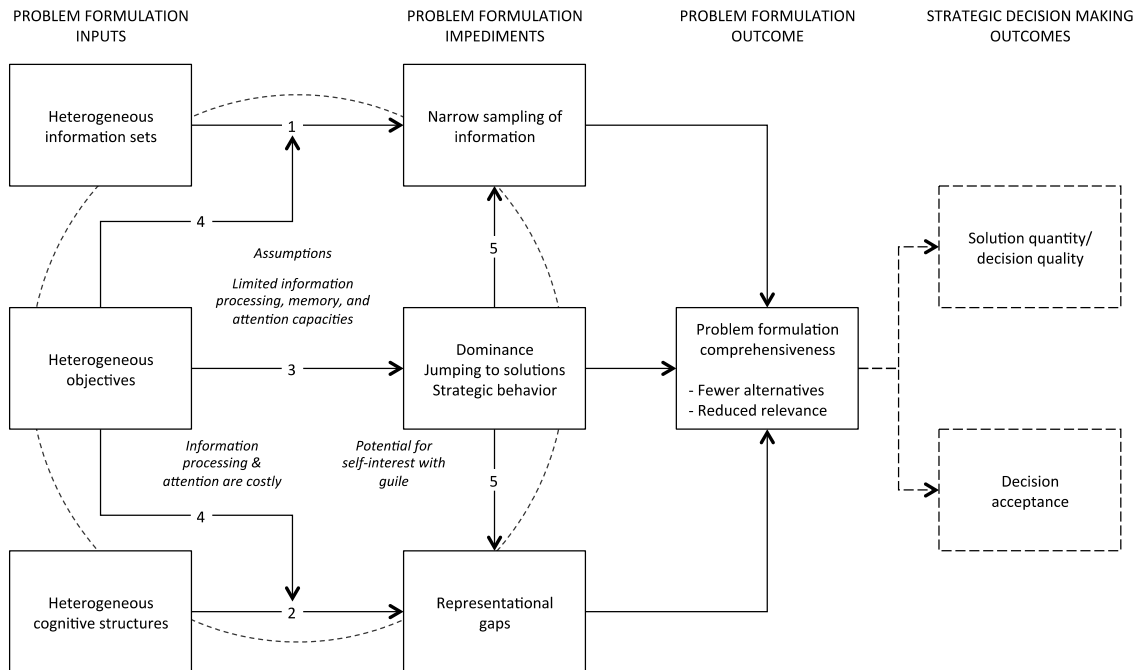 PROBLEM FORMULATION
INPUTS
PROBLEM FORMULATION
IMPEDIMENTS
PROBLEM FORMULATION
OUTCOME
STRATEGIC DECISION MAKING
OUTCOMES
Heterogeneous
information sets
1
Narrow sampling of
information
4
5
Assumptions
Limited information
processing, memory, and
attention capacities
Solution quantity/
decision quality
Heterogeneous
objectives
3
Dominance
Jumping to solutions
Strategic behavior
Problem formulation
comprehensiveness
- Fewer alternatives
- Reduced relevance
Information
processing &
attention are costly
Potential for
self-interest with
guile
5
4
Decision
acceptance
Heterogeneous
cognitive structures
2
Representational
gaps